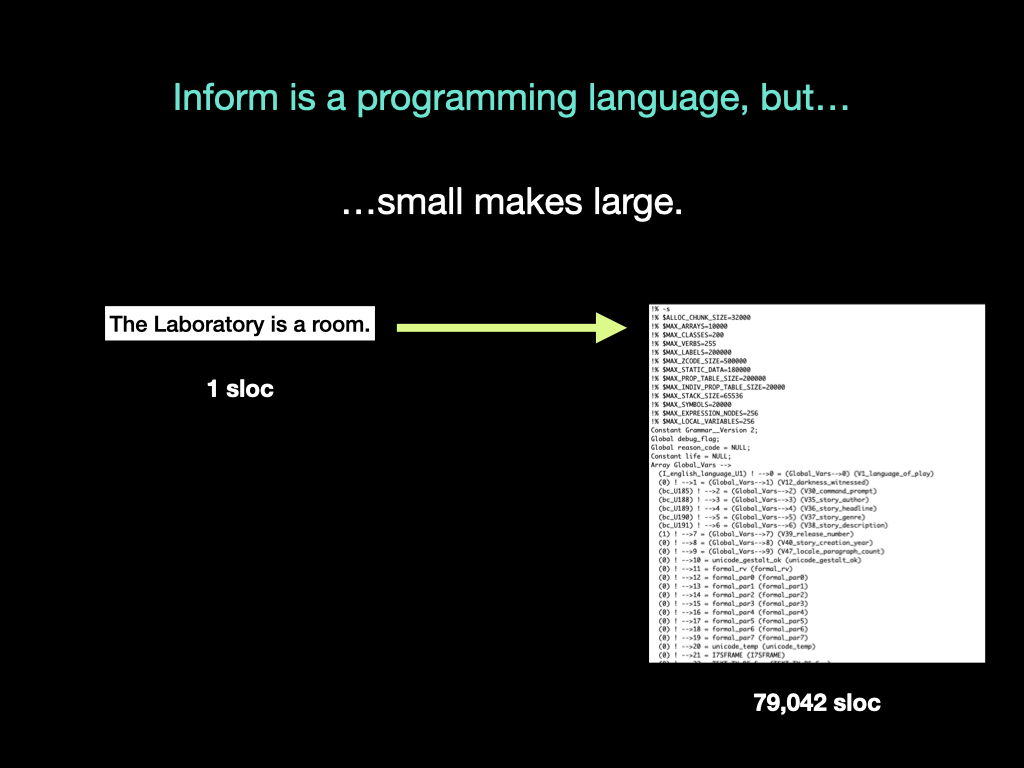 Inform is a programming language, but…
…small makes large.
The Laboratory is a room.
1 sloc
!% -s
!% $ALLOC_CHUNK_SIZE=32000
!% $MAX_ARRAYS=10000
!% $MAX_CLASSES=200
!% $MAX_VERBS=255
!% $MAX_LABELS=200000
!% $MAX_ZCODE_SIZE=500000
!% $MAX_STATIC_DATA=180000
!% $MAX_PROP_TABLE_SIZE=200000
!% $MAX_INDIV_PROP_TABLE_SIZE=20000
!% $MAX_STACK_SIZE=65536
!% $MAX_SYMBOLS=20000
!% $MAX_EXPRESSION_NODES=256
!% $MAX_LOCAL_VARIABLES=256
Constant Grammar__Version 2;
Global debug_flag;
Global reason_code = NULL;
Constant life = NULL;
Array Global_Vars -->
(I_english_language_U1) ! -->0 = (Global_Vars-->0) (V1_language_of_play)
(0) ! -->1 = (Global_Vars-->1) (V12_darkness_witnessed)
(bc_U185) ! -->2 = (Global_Vars-->2) (V30_command_prompt)
(bc_U188) ! -->3 = (Global_Vars-->3) (V35_story_author)
(bc_U189) ! -->4 = (Global_Vars-->4) (V36_story_headline)
(bc_U190) ! -->5 = (Global_Vars-->5) (V37_story_genre)
(bc_U191) ! -->6 = (Global_Vars-->6) (V38_story_description)
(1) ! -->7 = (Global_Vars-->7) (V39_release_number)
(0) ! -->8 = (Global_Vars-->8) (V40_story_creation_year)
(0) ! -->9 = (Global_Vars-->9) (V47_locale_paragraph_count)
(0) ! -->10 = unicode_gestalt_ok (unicode_gestalt_ok)
(0) ! -->11 = formal_rv (formal_rv)
(0) ! -->12 = formal_par0 (formal_par0)
(0) ! -->13 = formal_par1 (formal_par1)
(0) ! -->14 = formal_par2 (formal_par2)
(0) ! -->15 = formal_par3 (formal_par3)
(0) ! -->16 = formal_par4 (formal_par4)
(0) ! -->17 = formal_par5 (formal_par5)
(0) ! -->18 = formal_par6 (formal_par6)
(0) ! -->19 = formal_par7 (formal_par7)
(0) ! -->20 = unicode_temp (unicode_temp)
(0) ! -->21 = I7SFRAME (I7SFRAME)
79,042 sloc